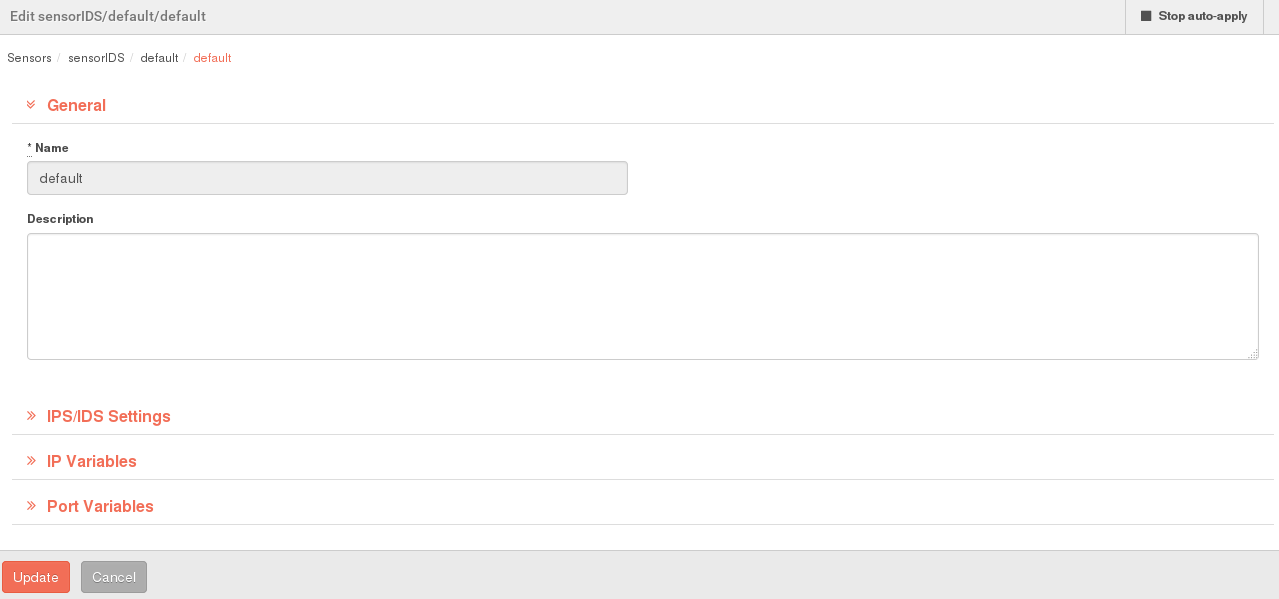 Edit sensorIDS/default/default
Stop auto-apply
Sensors / sensorIDS / default / default
General
* Name
default
Description
IPS/IDS Settings
IP Variables
Port Variables
Update Cancel